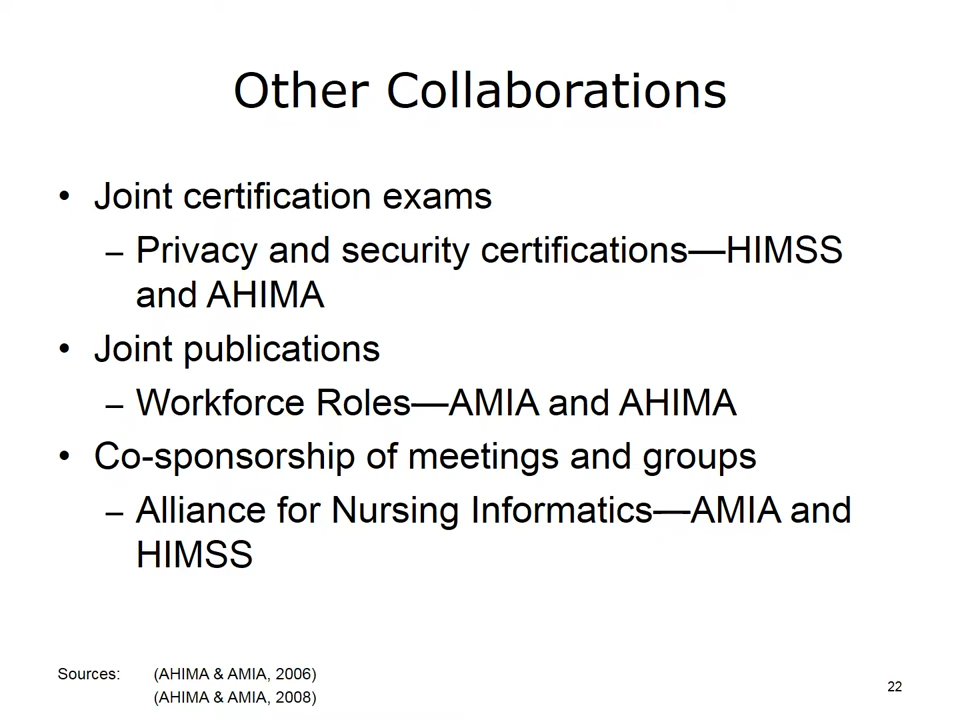 Other Collaborations
• Joint certification exams
– Privacy and security certifications—HIMSS
and AHIMA
• Joint publications
– Workforce Roles—AMIA and AHIMA
• Co-sponsorship of meetings and groups
– Alliance for Nursing Informatics—AMIA and
HIMSS
Sources: (AHIMA & AMIA, 2006)
(AHIMA & AMIA, 2008)
22